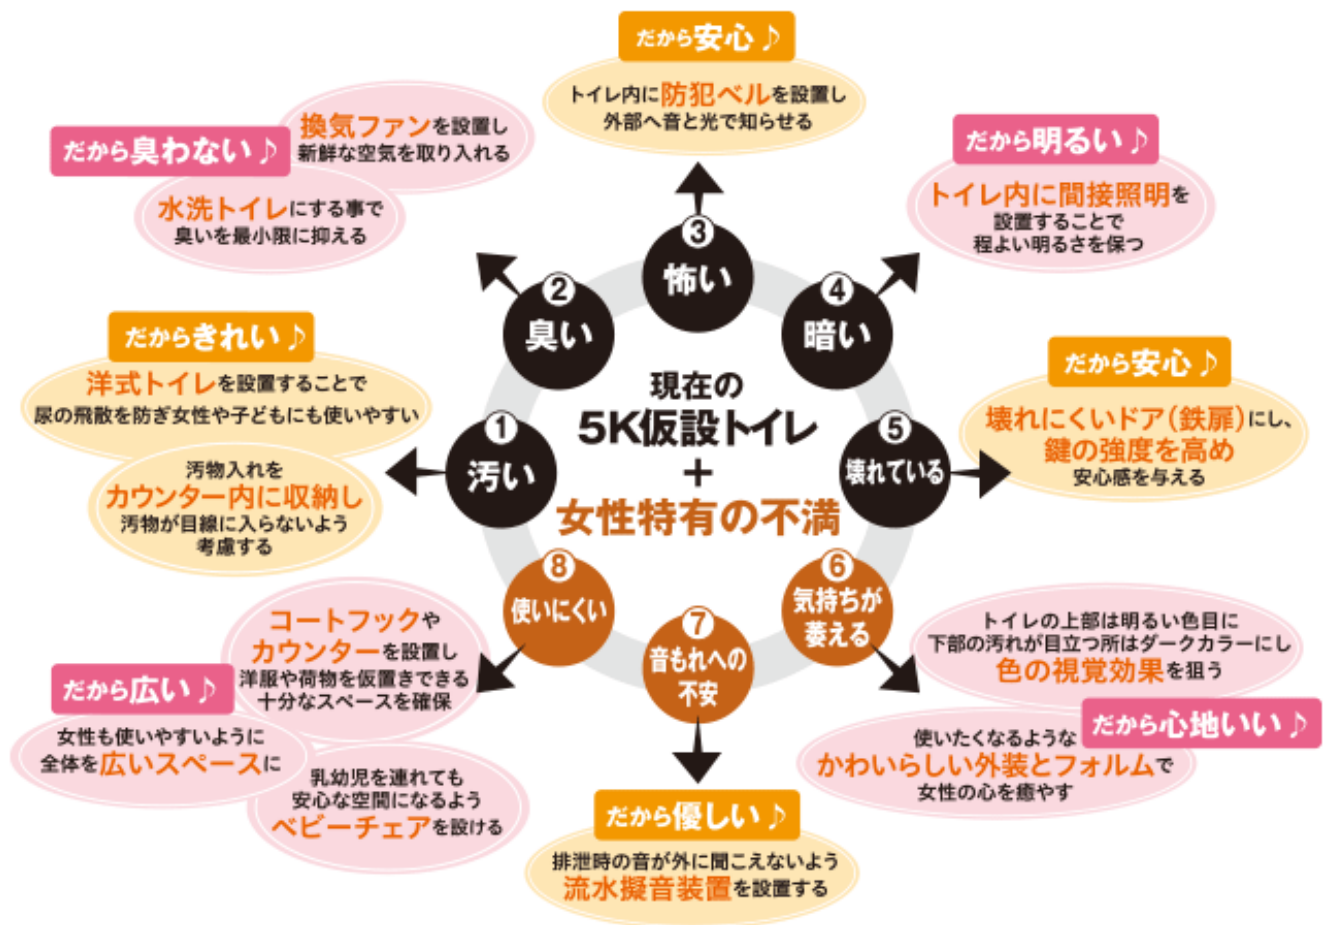 だから安心♪
トイレ内に防犯ベルを設置し
外部へ音と光で知らせる
換気ファンを設置し
新鮮な空気を取り入れる
だから臭わない♪
水洗トイレにする事で
臭いを最小限に抑える
だから明るい♪
トイレ内に間接照明を
設置することで
程よい明るさを保つ
③
怖い
②
臭い
④
暗い
だからきれい♪
洋式トイレを設置することで
尿の飛散を防ぎ女性や子どもにも使いやすい
汚物入れを
カウンター内に収納し
汚物が目線に入らないよう
考慮する
①
汚い
現在の
5K仮設トイレ
+
女性特有の不満
⑤
壊れている
だから安心♪
壊れにくいドア(鉄扉)にし、
鍵の強度を高め
安心感を与える
⑧
使いにくい
⑦
音もれへの
不安
⑥
気持ちが
萎える
コートフックや
カウンターを設置し
洋服や荷物を仮置きできる
十分なスペースを確保
だから広い♪
女性も使いやすいように
全体を広いスペースに
乳幼児を連れても
安心な空間になるよう
ベビーチェアを設ける
トイレの上部は明るい色目に
下部の汚れが目立つ所はダークカラーにし
色の視覚効果を狙う
だから心地いい♪
使いたくなるような
かわいらしい外装とフォルムで
女性の心を癒やす
だから優しい♪
排泄時の音が外に聞こえないよう
流水擬音装置を設置する